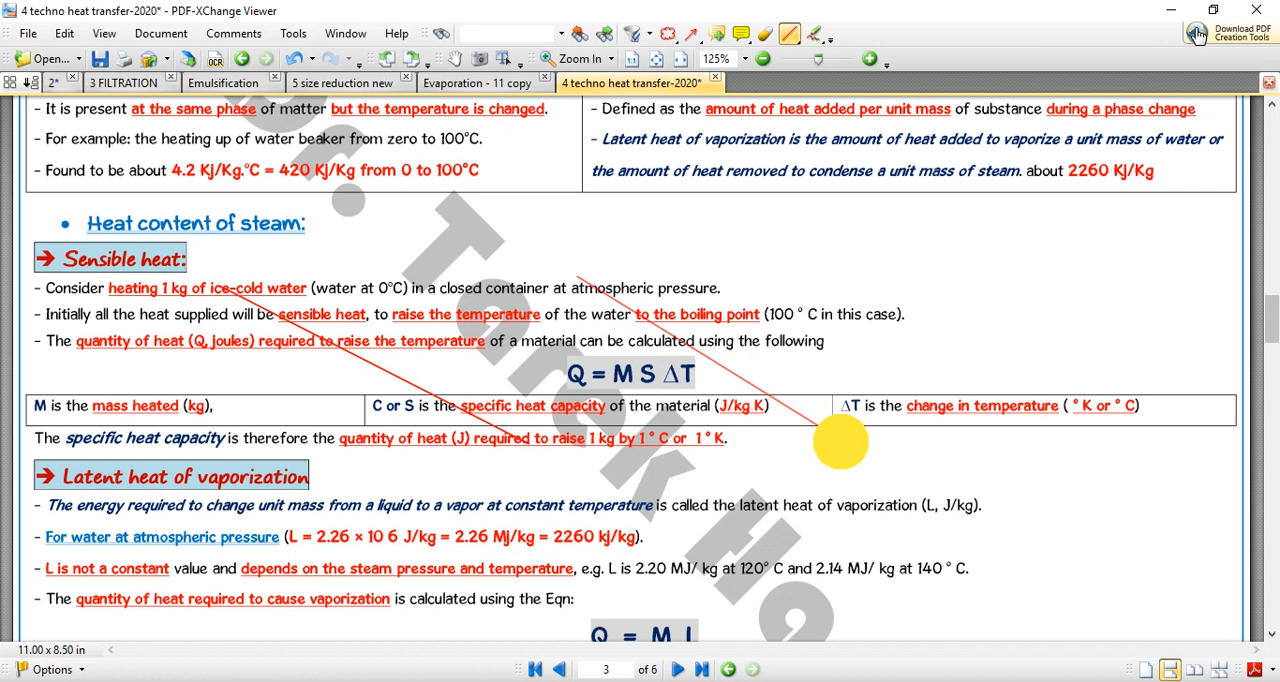 4 techno heat transfer-2020* - PDF-XChange Viewer
File Edit View Document Comments Tools Window Help
Download PDF Creation Tools
Open... OCR Zoom In 125%
2* 3 FILTRATION Emulsification 5 size reduction new Evaporation - 11 copy 4 techno heat transfer-2020*
- It is present at the same phase of matter but the temperature is changed.
- For example: the heating up of water beaker from zero to 100°C.
- Found to be about 4.2 Kj/Kg.°C = 420 Kj/Kg from 0 to 100°C
- Defined as the amount of heat added per unit mass of substance during a phase change
- Latent heat of vaporization is the amount of heat added to vaporize a unit mass of water or
the amount of heat removed to condense a unit mass of steam. about 2260 Kj/Kg
• Heat content of steam:
→ Sensible heat:
- Consider heating 1 kg of ice-cold water (water at 0°C) in a closed container at atmospheric pressure.
- Initially all the heat supplied will be sensible heat, to raise the temperature of the water to the boiling point (100 ° C in this case).
- The quantity of heat (Q, joules) required to raise the temperature of a material can be calculated using the following
Q = M S ΔT
M is the mass heated (kg), C or S is the specific heat capacity of the material (J/kg K) ΔT is the change in temperature ( ° K or ° C)
The specific heat capacity is therefore the quantity of heat (J) required to raise 1 kg by 1 ° C or 1 ° K.
→ Latent heat of vaporization
- The energy required to change unit mass from a liquid to a vapor at constant temperature is called the latent heat of vaporization (L, J/kg).
- For water at atmospheric pressure (L = 2.26 × 10 6 J/kg = 2.26 Mj/kg = 2260 kj/kg).
- L is not a constant value and depends on the steam pressure and temperature, e.g. L is 2.20 MJ/ kg at 120° C and 2.14 MJ/ kg at 140 ° C.
- The quantity of heat required to cause vaporization is calculated using the Eqn:
Q = M L
Dr. Tarek Ho
11.00 x 8.50 in
Options 3 of 6